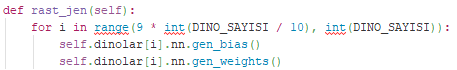 def rast_jen(self):
for i in range(9 * int(DINO_SAYISI / 10), int(DINO_SAYISI)):
self.dinolar[i].nn.gen_bias()
self.dinolar[i].nn.gen_weights()